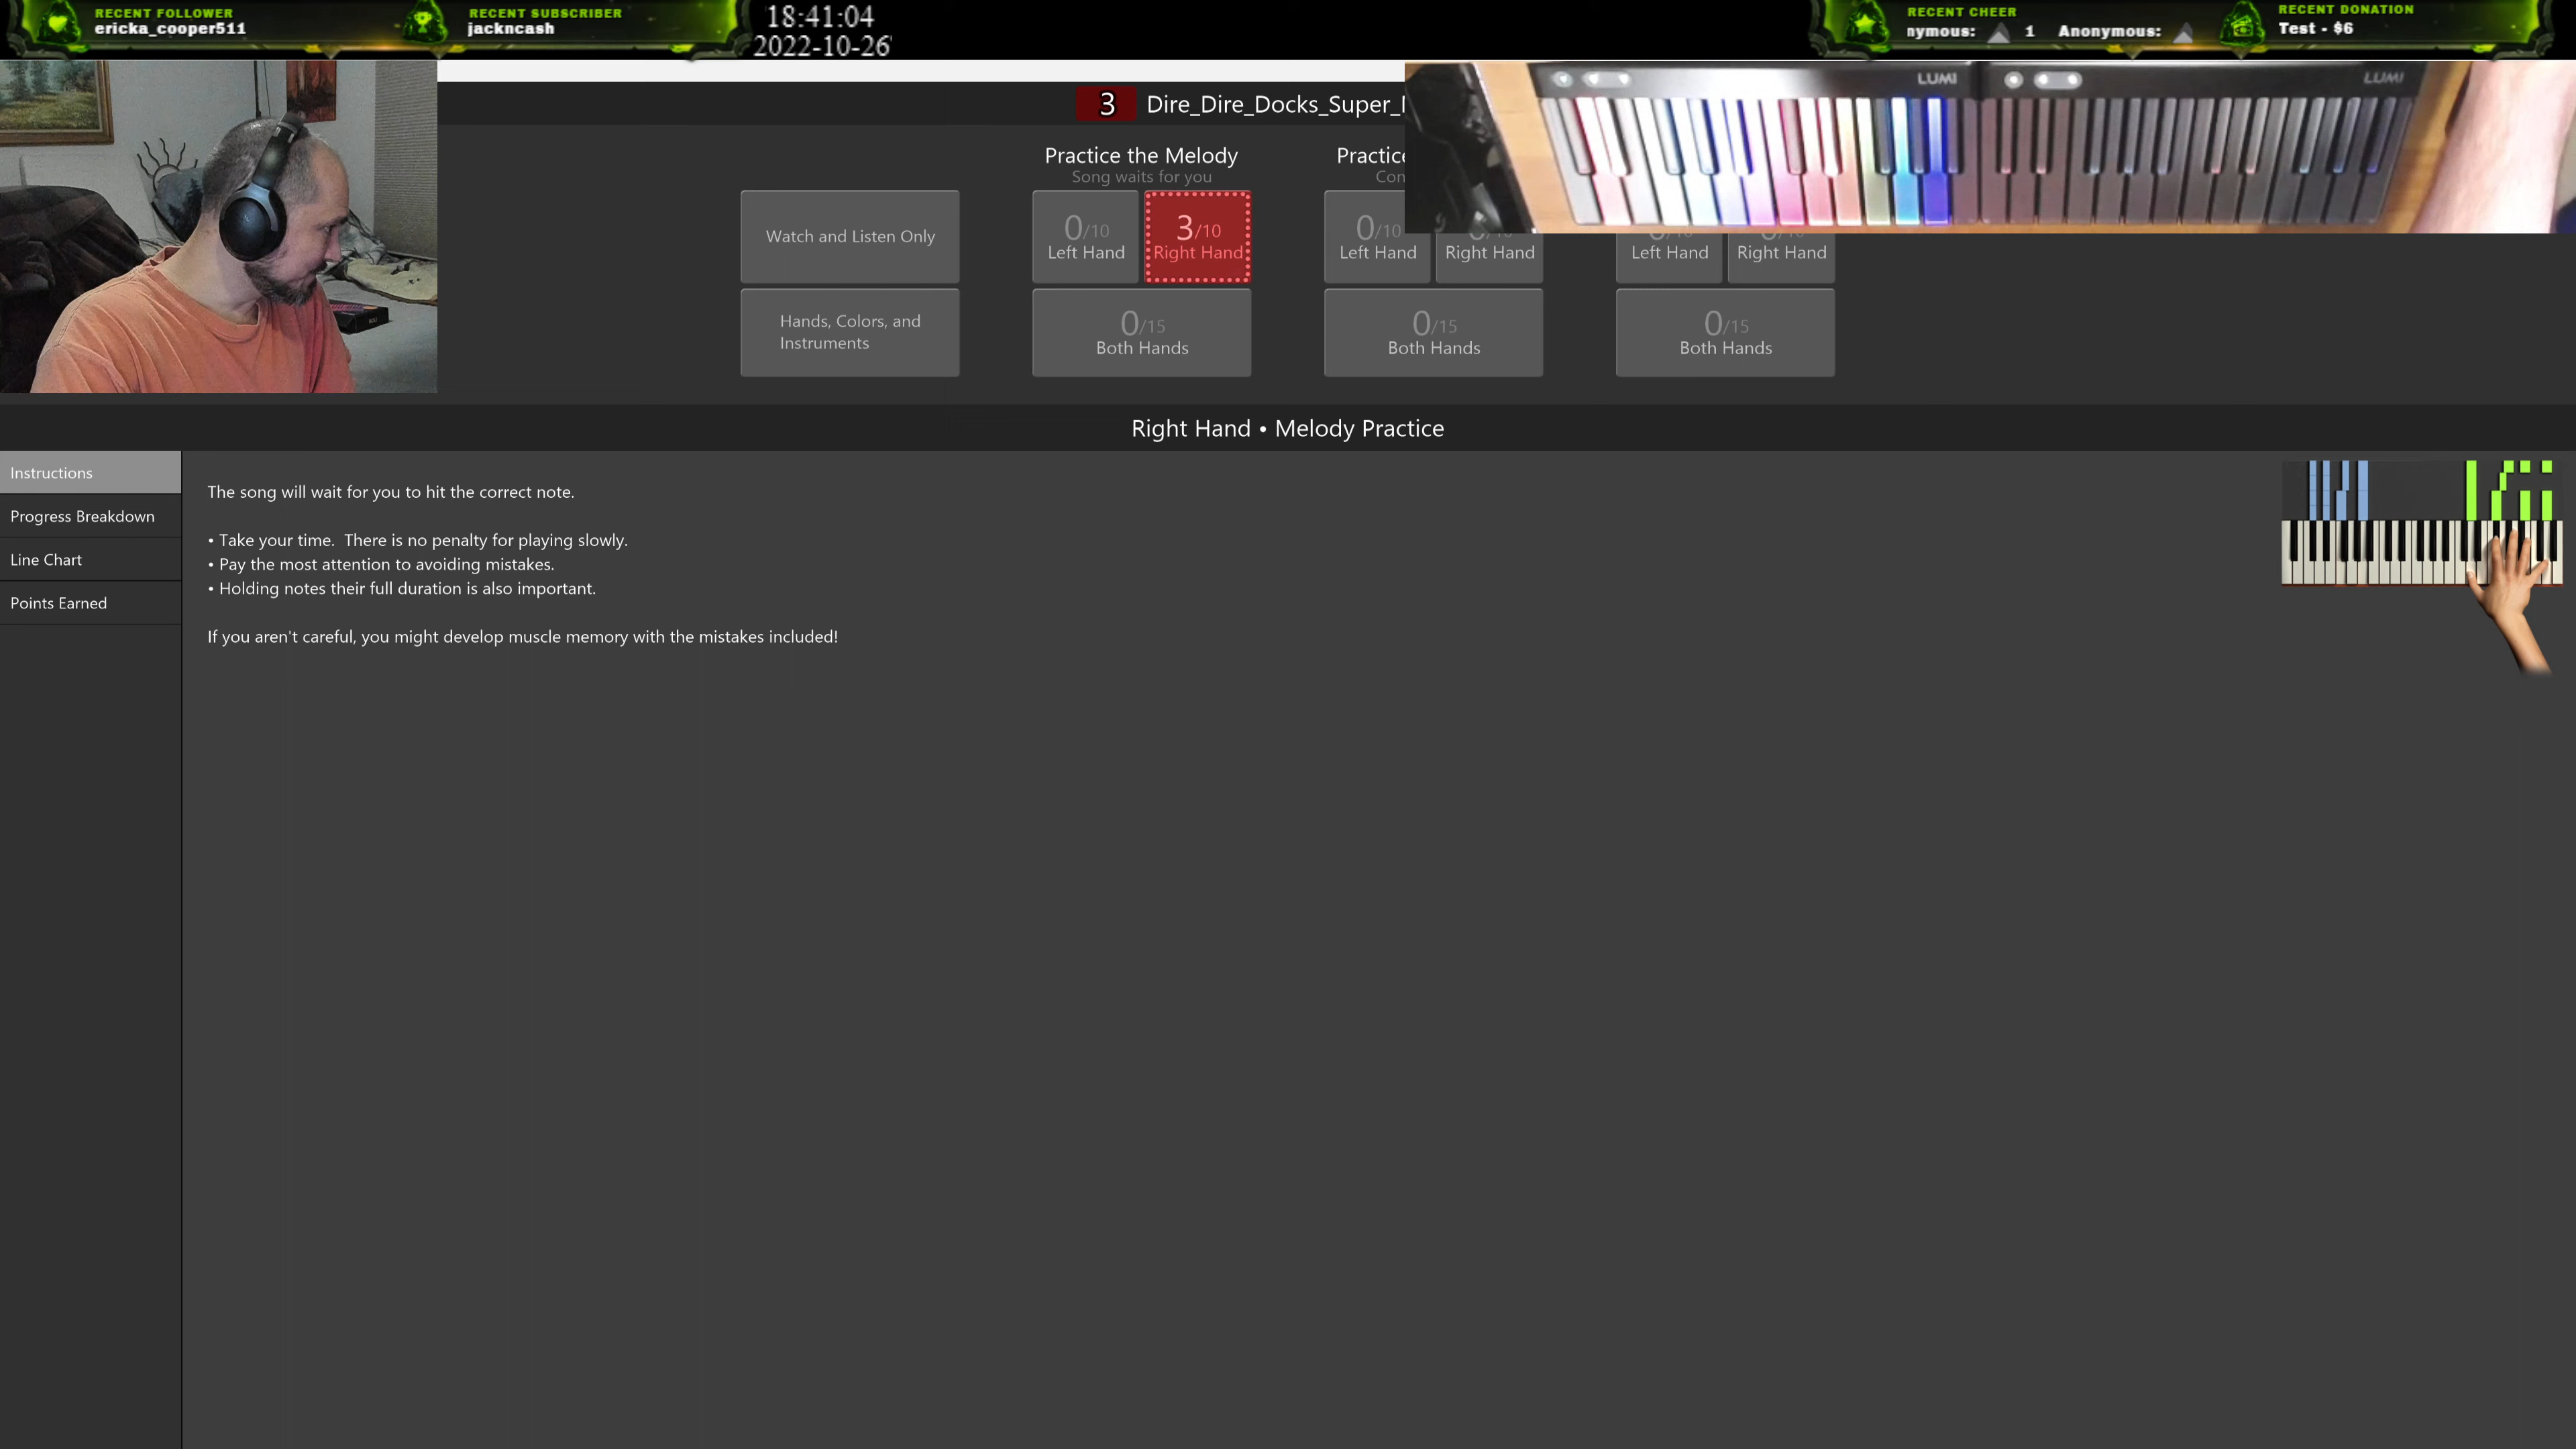 RECENT FOLLOWER
ericka_cooper511
RECENT SUBSCRIBER
jackncash
18:41:04
2022-10-26
RECENT CHEER
nymous: 1 Anonymous:
RECENT DONATION
Test - $6
LUMI
LUMI
3 Dire_Dire_Docks_Super_
Practice the Melody
Song waits for you
Practice
Con
Watch and Listen Only
Hands, Colors, and
Instruments
0/10
Left Hand
3/10
Right Hand
0/15
Both Hands
0/10
Left Hand
Right Hand
0/15
Both Hands
Left Hand
Right Hand
0/15
Both Hands
Right Hand • Melody Practice
Instructions
Progress Breakdown
Line Chart
Points Earned
The song will wait for you to hit the correct note.
• Take your time. There is no penalty for playing slowly.
• Pay the most attention to avoiding mistakes.
• Holding notes their full duration is also important.
If you aren't careful, you might develop muscle memory with the mistakes included!